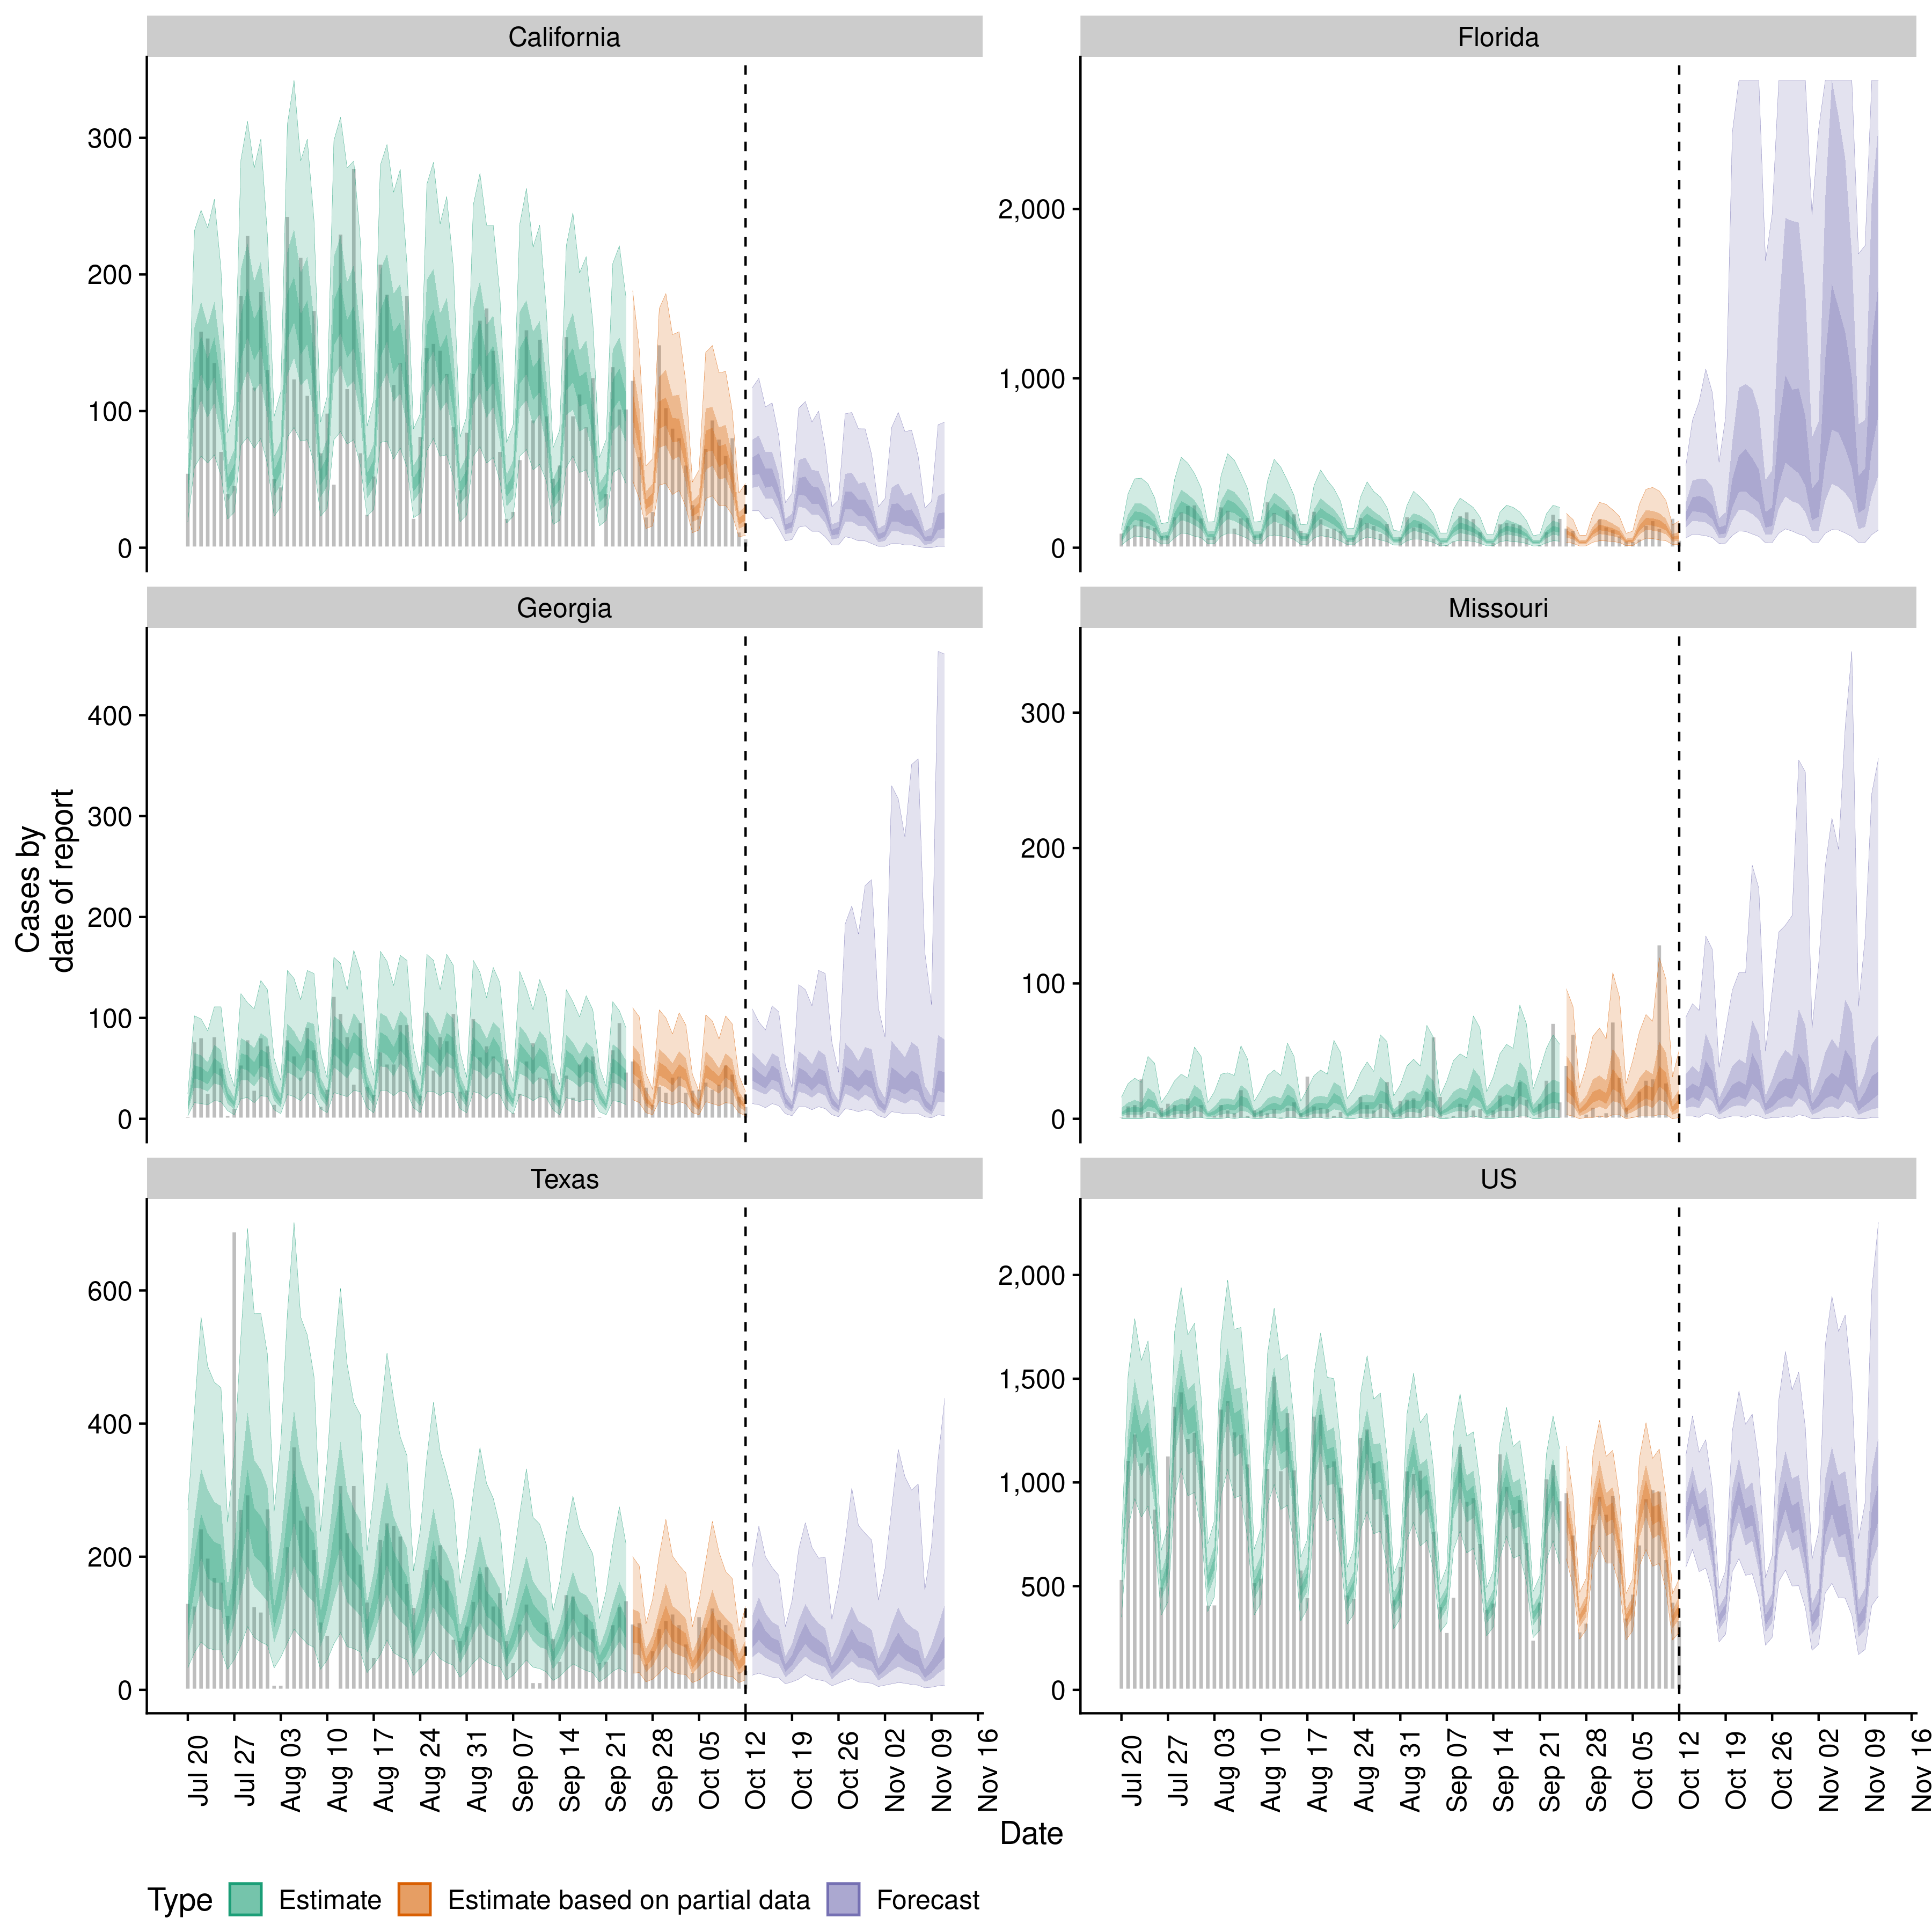 California
Florida
300
200
100
0
2,000
1,000
0
Georgia
Missouri
400
300
200
100
0
300
200
100
0
Texas
US
600
400
200
0
2,000
1,500
1,000
500
0
Cases by
date of report
Jul 20
Jul 27
Aug 03
Aug 10
Aug 17
Aug 24
Aug 31
Sep 07
Sep 14
Sep 21
Sep 28
Oct 05
Oct 12
Oct 19
Oct 26
Nov 02
Nov 09
Nov 16
Jul 20
Jul 27
Aug 03
Aug 10
Aug 17
Aug 24
Aug 31
Sep 07
Sep 14
Sep 21
Sep 28
Oct 05
Oct 12
Oct 19
Oct 26
Nov 02
Nov 09
Nov 16
Date
Type Estimate Estimate based on partial data Forecast